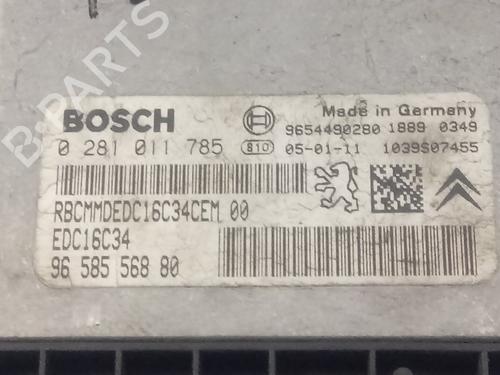 B-PARTS
BOSCH
Made in Germany
9654490280 1889 0349
0 281 011 785 810 05-01-11 1039S07455
RBCMMDEDC16C34CEM 00
EDC16C34
96 585 568 80